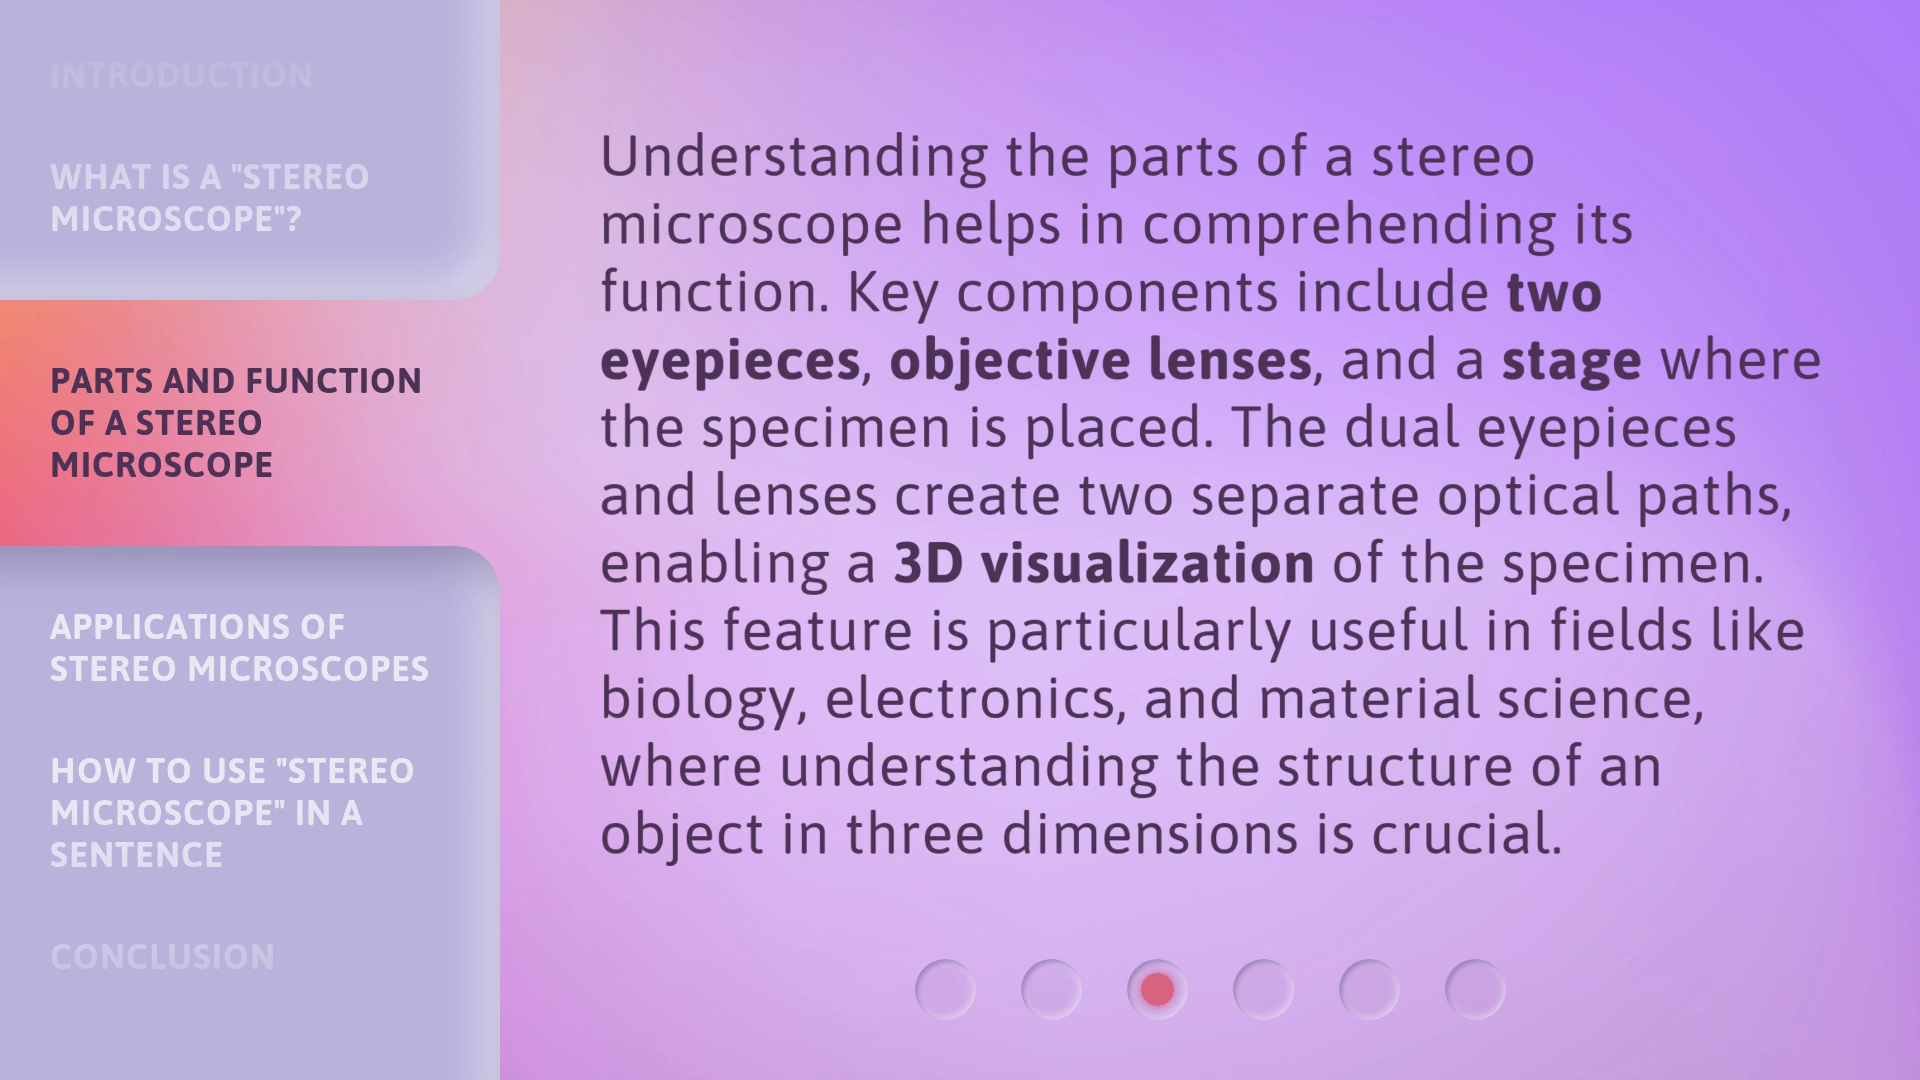 INTRODUCTION
WHAT IS A "STEREO
MICROSCOPE"?
PARTS AND FUNCTION
OF A STEREO
MICROSCOPE
APPLICATIONS OF
STEREO MICROSCOPES
HOW TO USE "STEREO
MICROSCOPE" IN A
SENTENCE
CONCLUSION
Understanding the parts of a stereo
microscope helps in comprehending its
function. Key components include two
eyepieces, objective lenses, and a stage where
the specimen is placed. The dual eyepieces
and lenses create two separate optical paths,
enabling a 3D visualization of the specimen.
This feature is particularly useful in fields like
biology, electronics, and material science,
where understanding the structure of an
object in three dimensions is crucial.